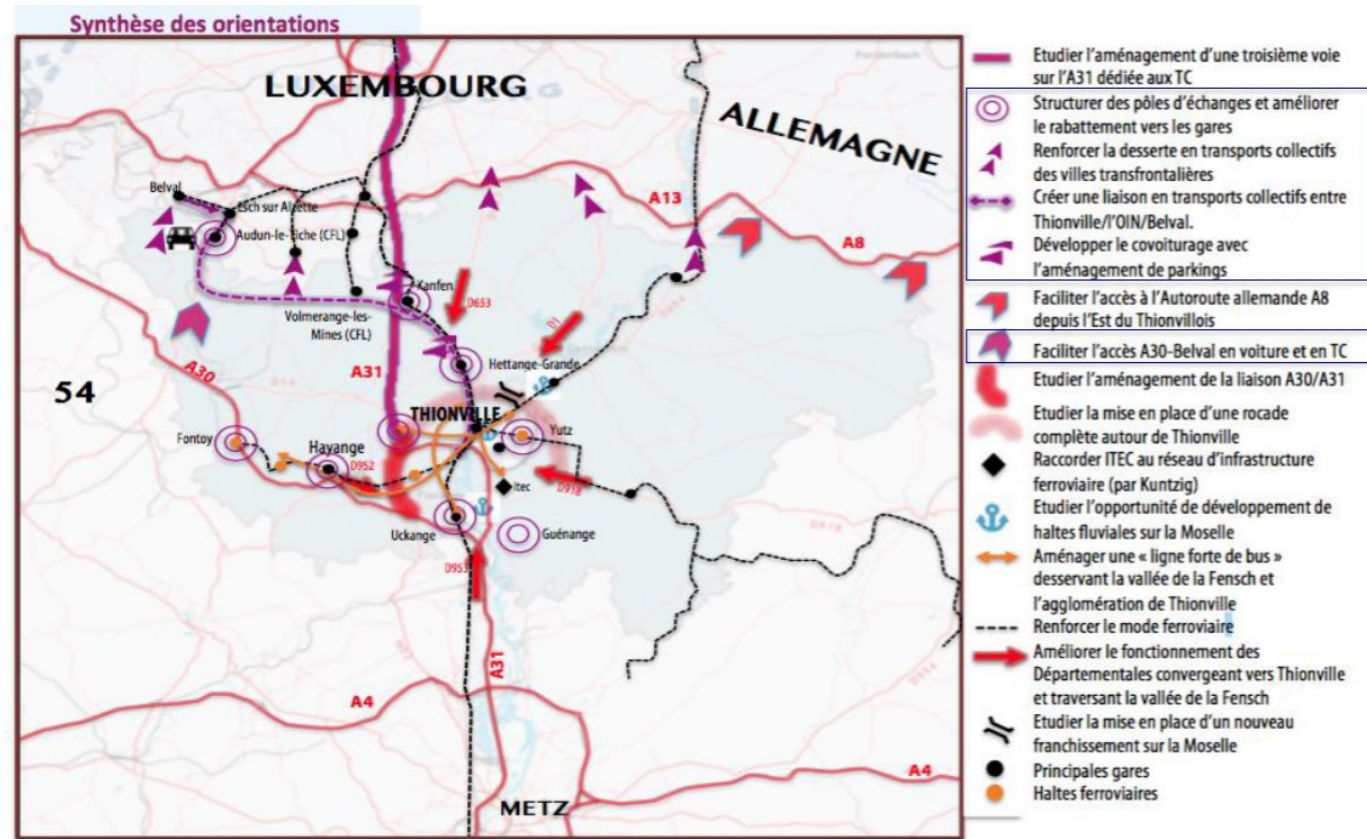 Synthèse des orientations
LUXEMBOURG
ALLEMAGNE
Belval
Esch sur Alzette
Audun-le-Tiche (CFL)
A13
A8
Kanfen
D653
Volmerange-les-
Mines (CFL)
D1
Hettange-Grande
A30
A31
54
THIONVILLE
Yutz
Fontoy
Hayange
D952
Itec
D918
Uckange
Guénange
D953
A31
A4
A4
METZ
Etudier l'aménagement d'une troisième voie
sur l'A31 dédiée aux TC
Structurer des pôles d'échanges et améliorer
le rabattement vers les gares
Renforcer la desserte en transports collectifs
des villes transfrontalières
Créer une liaison en transports collectifs entre
Thionville/l'OIN/Belval.
Développer le covoiturage avec
l'aménagement de parkings
Faciliter l'accès à l'Autoroute allemande A8
depuis l'Est du Thionvillois
Faciliter l'accès A30-Belval en voiture et en TC
Etudier l'aménagement de la liaison A30/A31
Etudier la mise en place d'une rocade
complète autour de Thionville
Raccorder ITEC au réseau d'infrastructure
ferroviaire (par Kuntzig)
Etudier l'opportunité de développement de
haltes fluviales sur la Moselle
Aménager une « ligne forte de bus »
desservant la vallée de la Fensch et
l'agglomération de Thionville
Renforcer le mode ferroviaire
Améliorer le fonctionnement des
Départementales convergeant vers Thionville
et traversant la vallée de la Fensch
Etudier la mise en place d'un nouveau
franchissement sur la Moselle
Principales gares
Haltes ferroviaires